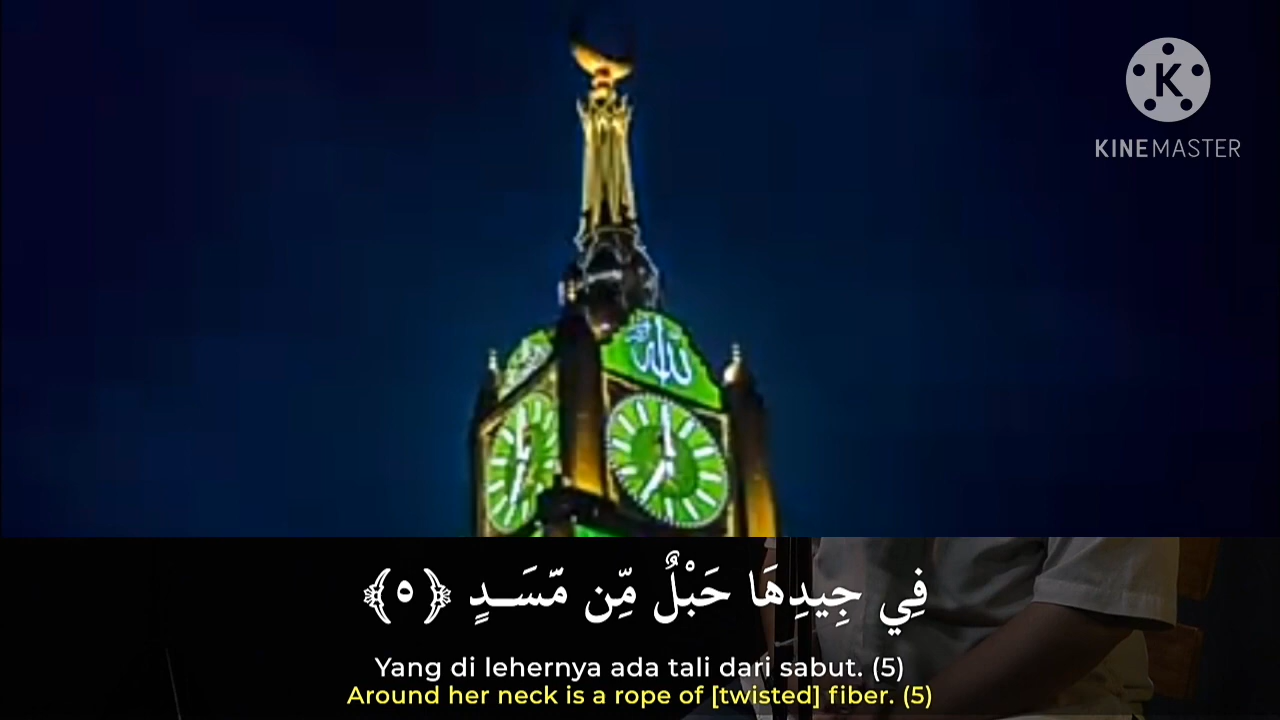 K
KINEMASTER
الله
فِي جِيدِهَا حَبْلٌ مِّن مَّسَدٍ ﴿٥﴾
Yang di lehernya ada tali dari sabut. (5)
Around her neck is a rope of [twisted] fiber. (5)